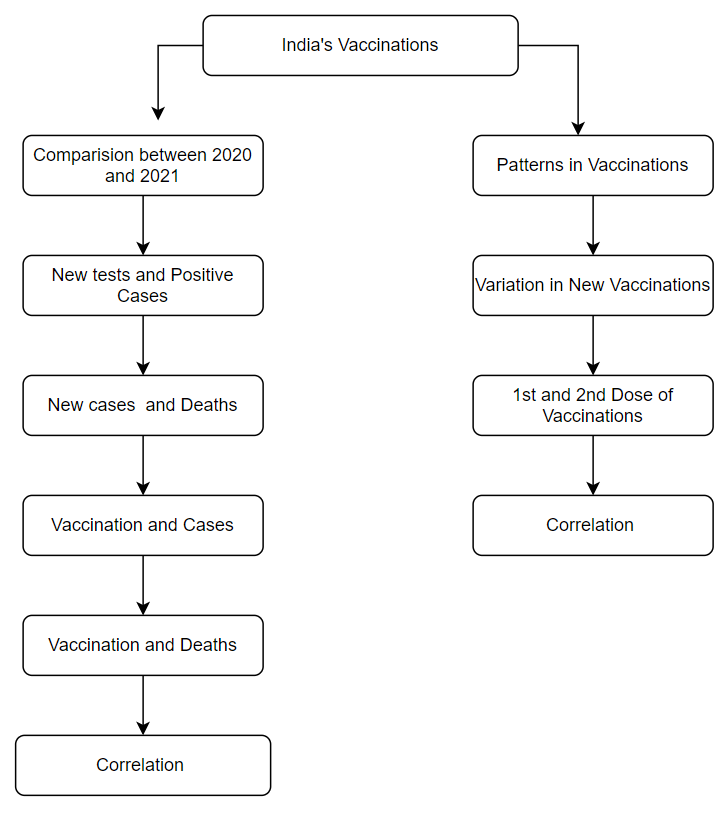 India's Vaccinations
Comparision between 2020
and 2021
New tests and Positive
Cases
New cases  and Deaths
Vaccination and Cases
Vaccination and Deaths
Correlation
Patterns in Vaccinations
Variation in New Vaccinations
1st and 2nd Dose of
Vaccinations
Correlation